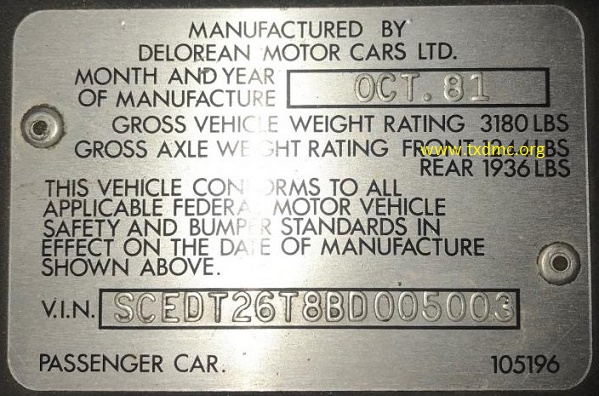 MANUFACTURED BY
DELOREAN MOTOR CARS LTD.
MONTH AND YEAR
OF MANUFACTURE OCT. 81
GROSS VEHICLE WEIGHT RATING 3180 LBS
GROSS AXLE WEIGHT RATING FRONT LBS
www.txdmc.org
REAR 1936 LBS
THIS VEHICLE CONFORMS TO ALL
APPLICABLE FEDERAL MOTOR VEHICLE
SAFETY AND BUMPER STANDARDS IN
EFFECT ON THE DATE OF MANUFACTURE
SHOWN ABOVE.
V.I.N. SCEDT26T8BD005003
PASSENGER CAR. 105196